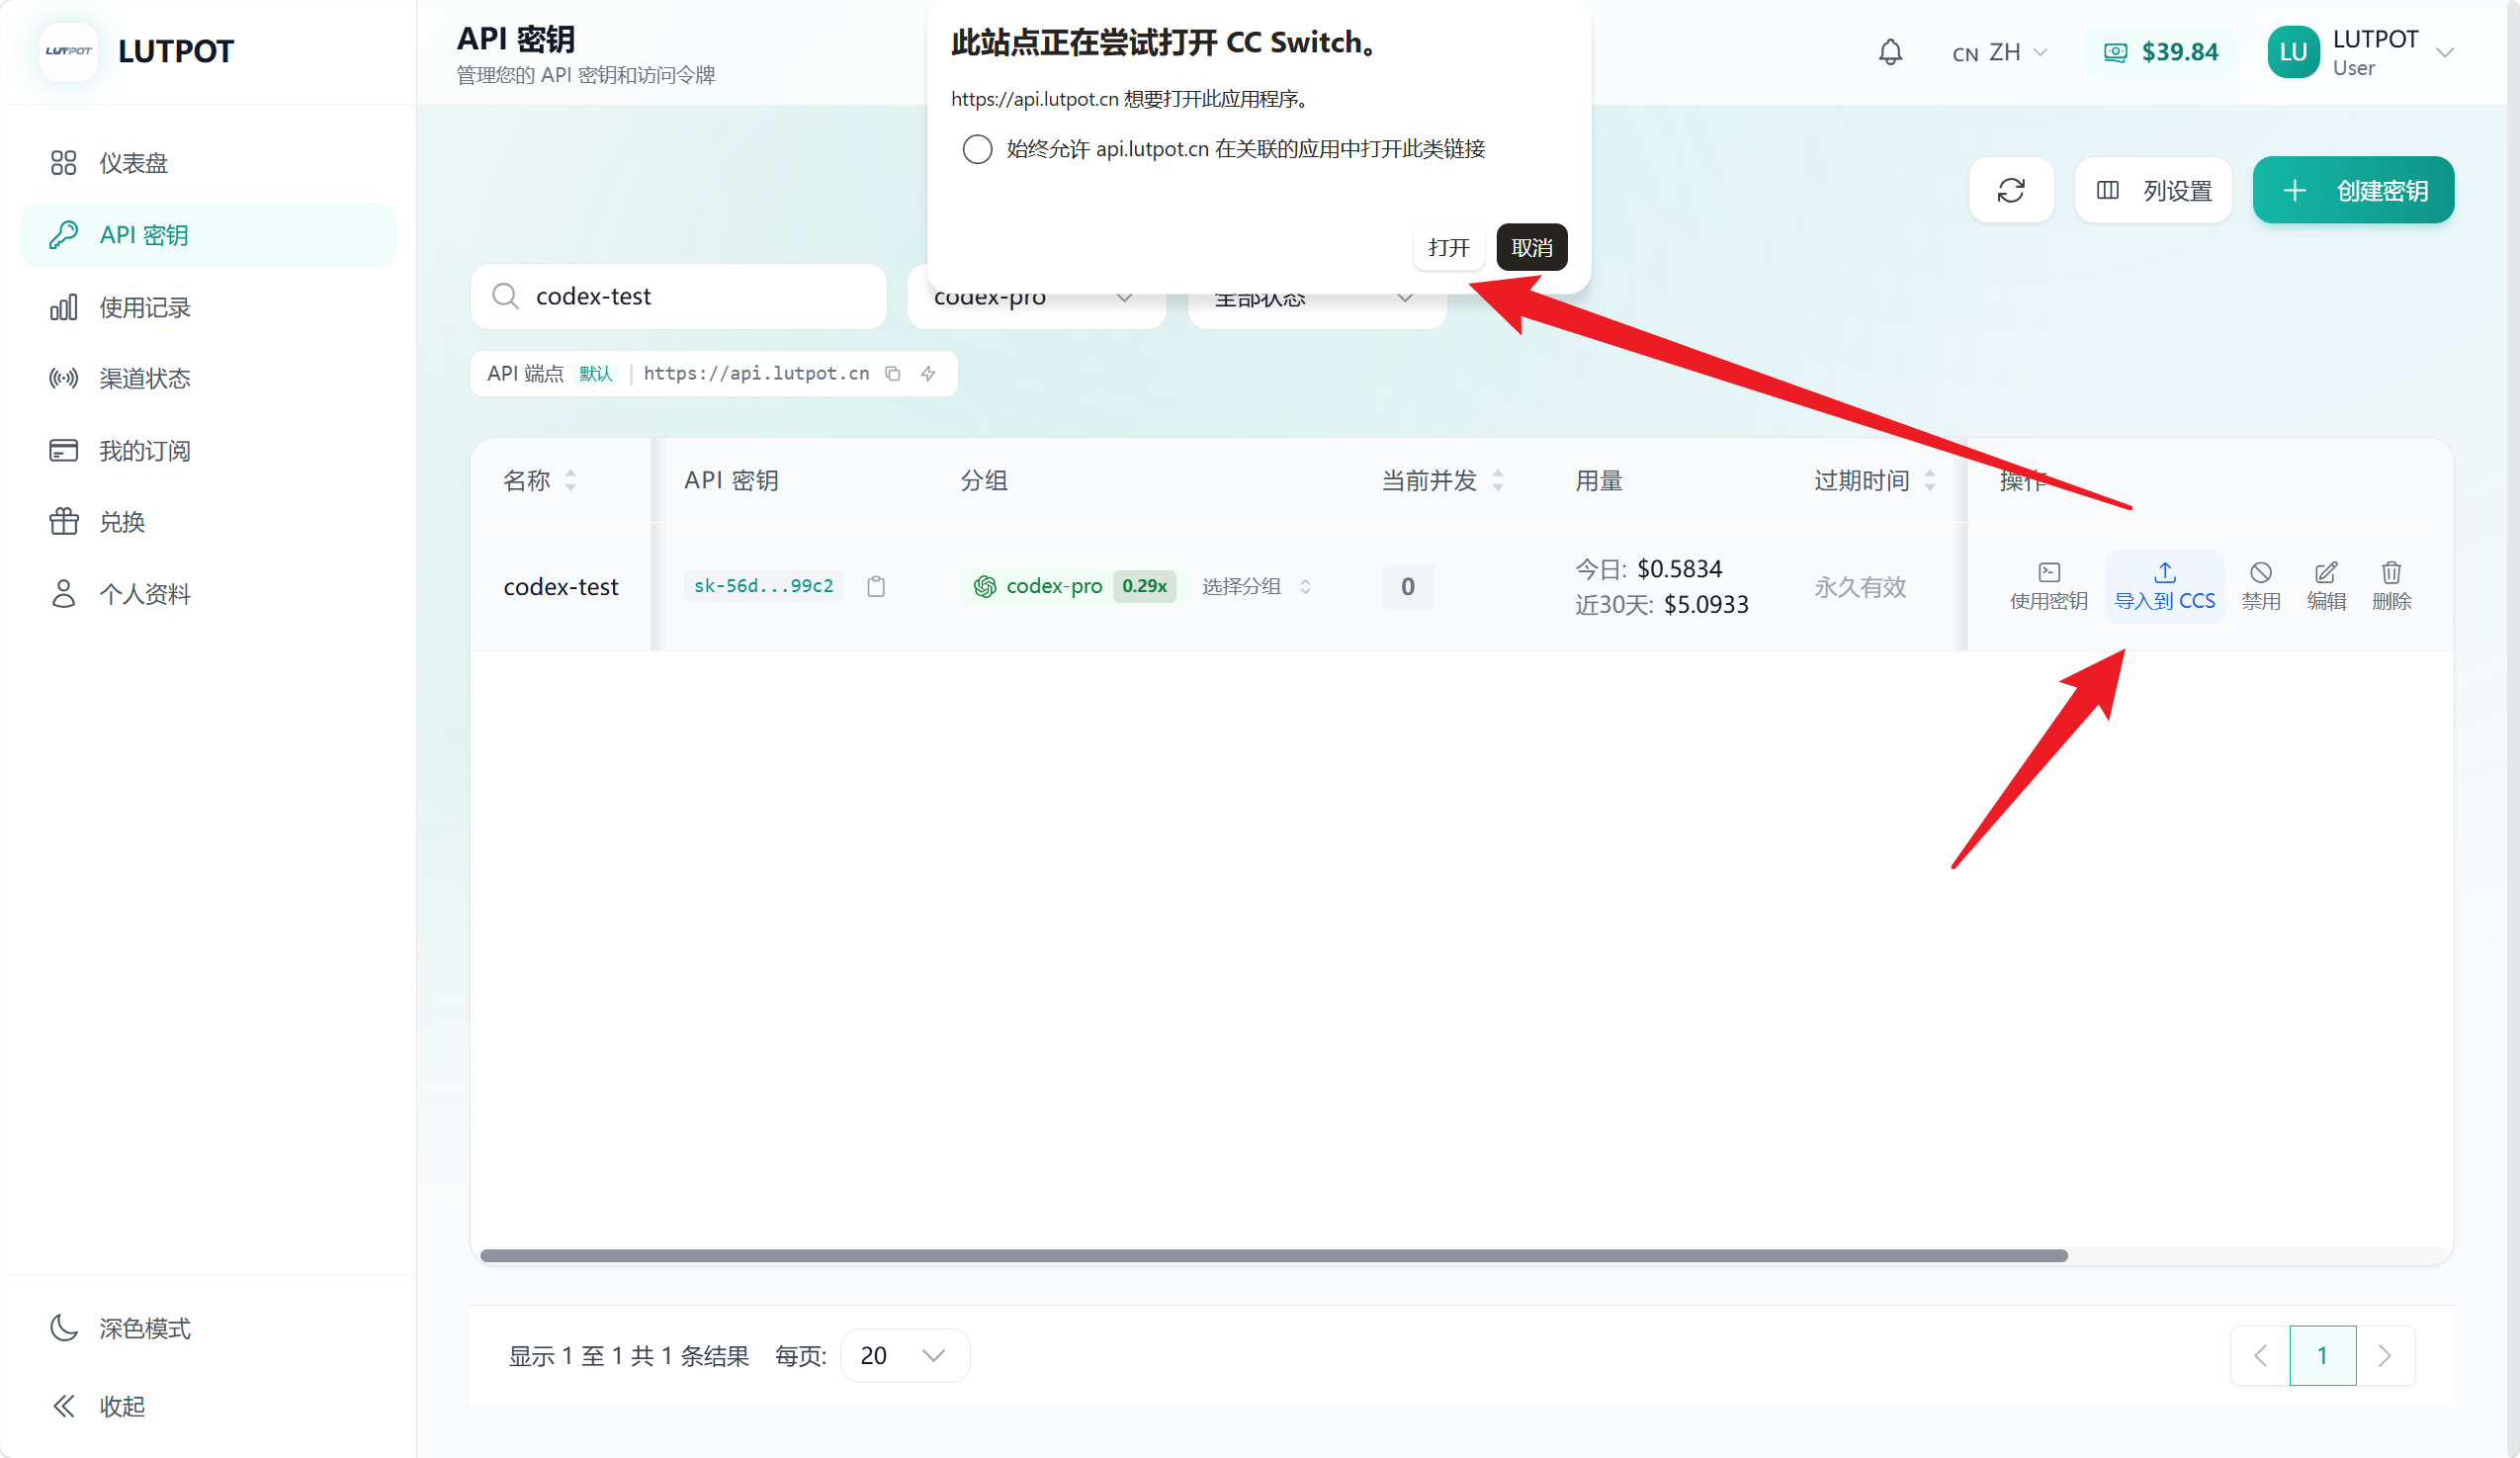 LUTPOT
LUTPOT
API 密钥
管理您的 API 密钥和访问令牌
此站点正在尝试打开 CC Switch。
https://api.lutpot.cn 想要打开此应用程序。
始终允许 api.lutpot.cn 在关联的应用中打开此类链接
打开
取消
CN ZH
$39.84
LU
LUTPOT
User
仪表盘
API 密钥
使用记录
渠道状态
我的订阅
兑换
个人资料
列设置
创建密钥
codex-test
codex-pro
全部状态
API 端点 默认 | https://api.lutpot.cn
名称
API 密钥
分组
当前并发
用量
过期时间
操作
codex-test
sk-56d...99c2
codex-pro 0.29x
选择分组
0
今日: $0.5834
近30天: $5.0933
永久有效
使用密钥
导入到 CCS
禁用
编辑
删除
显示 1 至 1 共 1 条结果
每页: 20
1
深色模式
收起